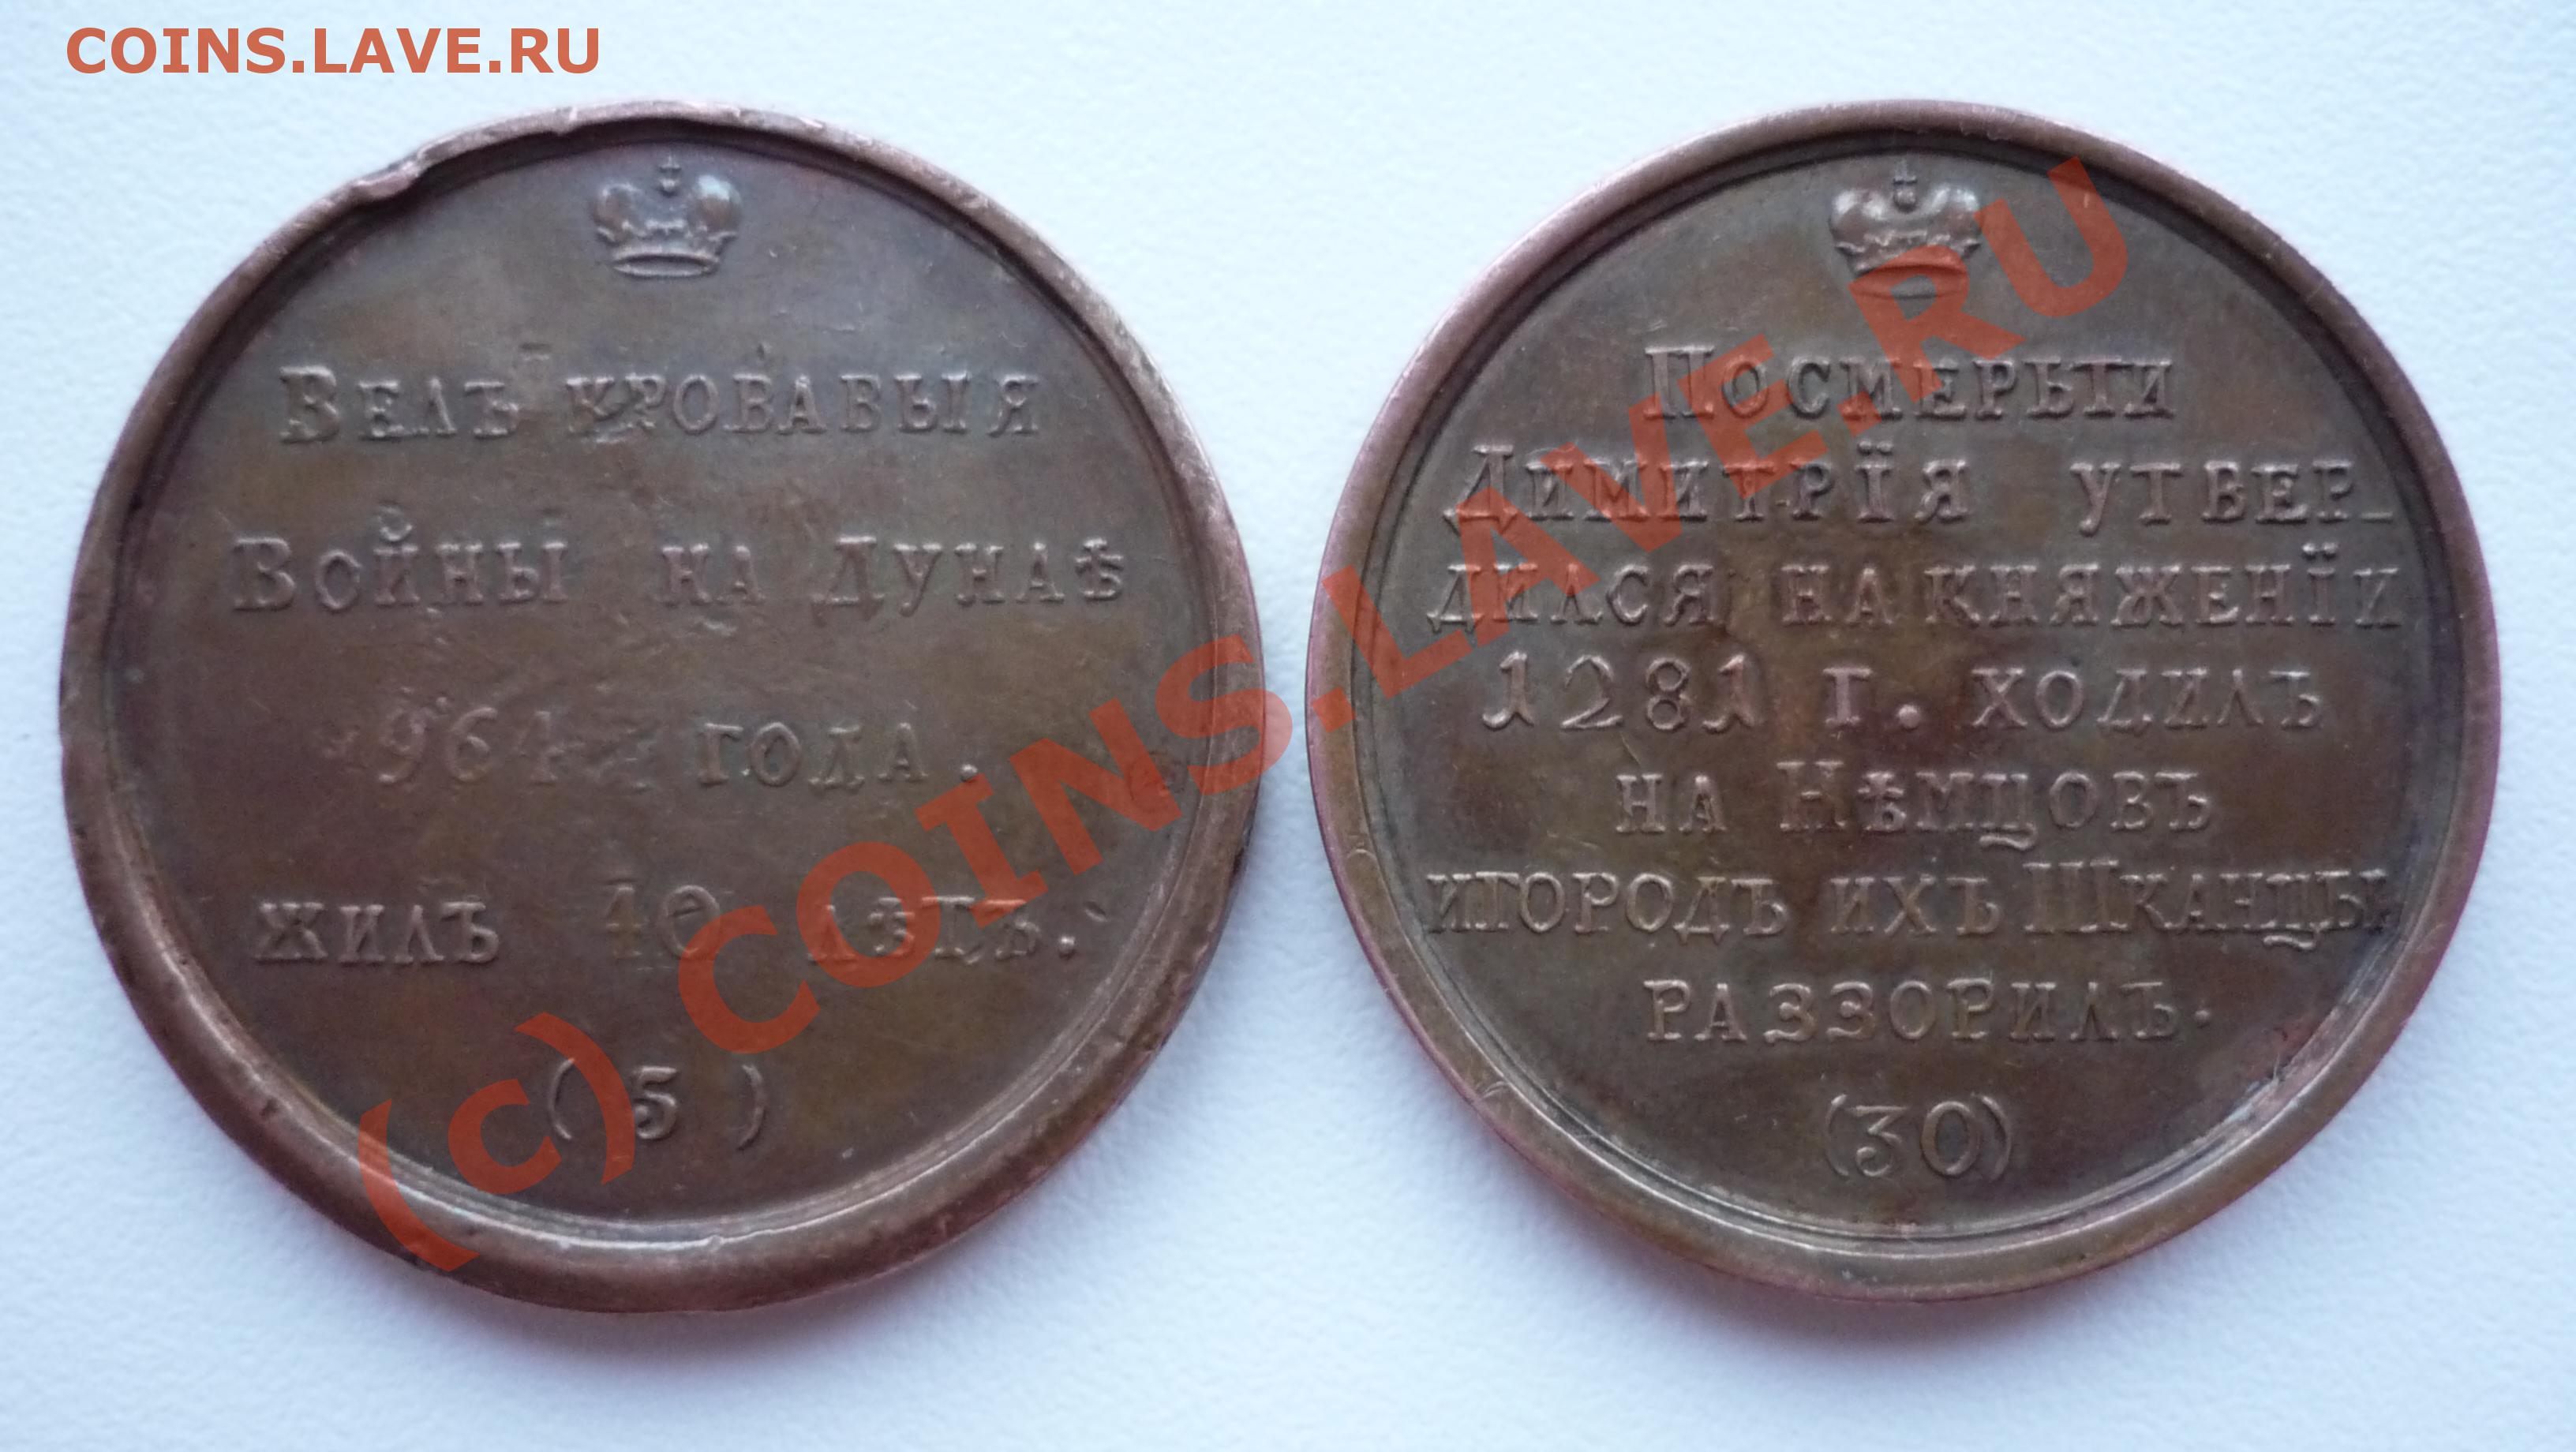 COINS.LAVE.RU
Велъ кровавыя
Войны на Дунаѣ
964 года.
жилъ 40 лѣтъ.
(5)
Посмерьти
Димитрїя утвер_
дился на княженїи
1281 г. ходилъ
на Нѣмцовъ
игородъ ихъ Шканцы
раззорилъ.
(30)
(c) COINS.LAVE.RU